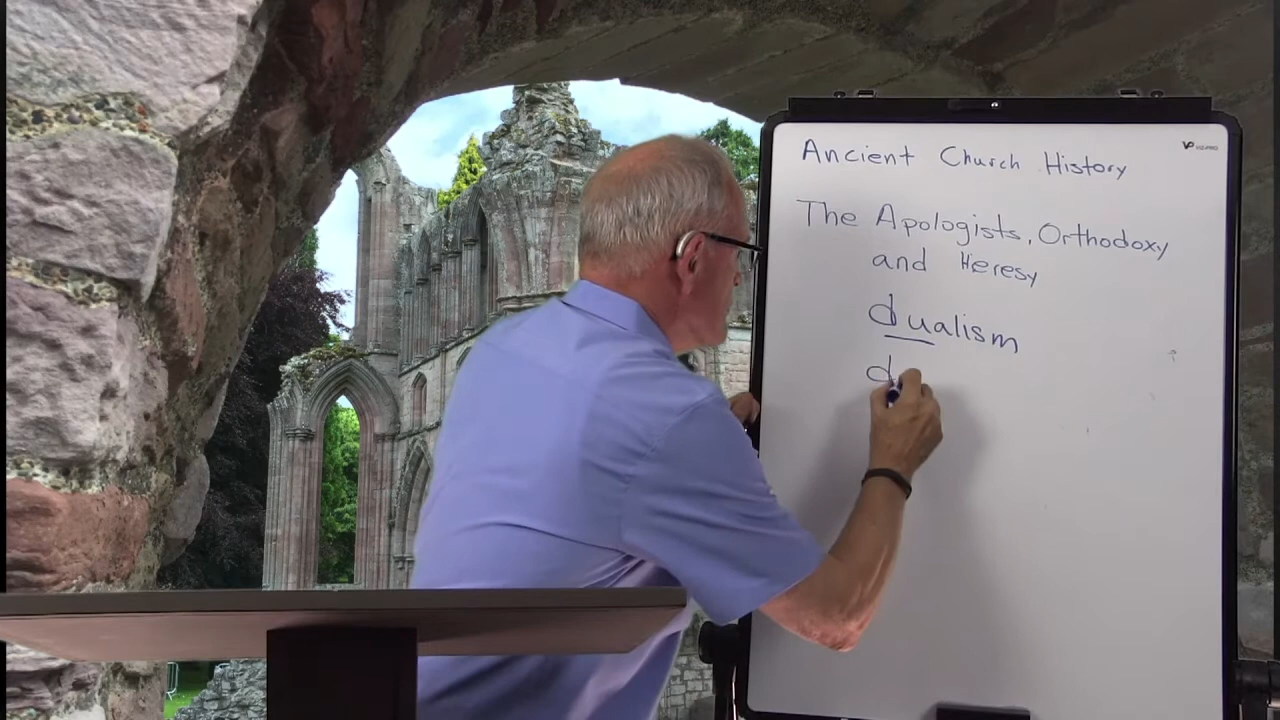 Ancient Church History
The Apologists, Orthodoxy
and Heresy
dualism
d